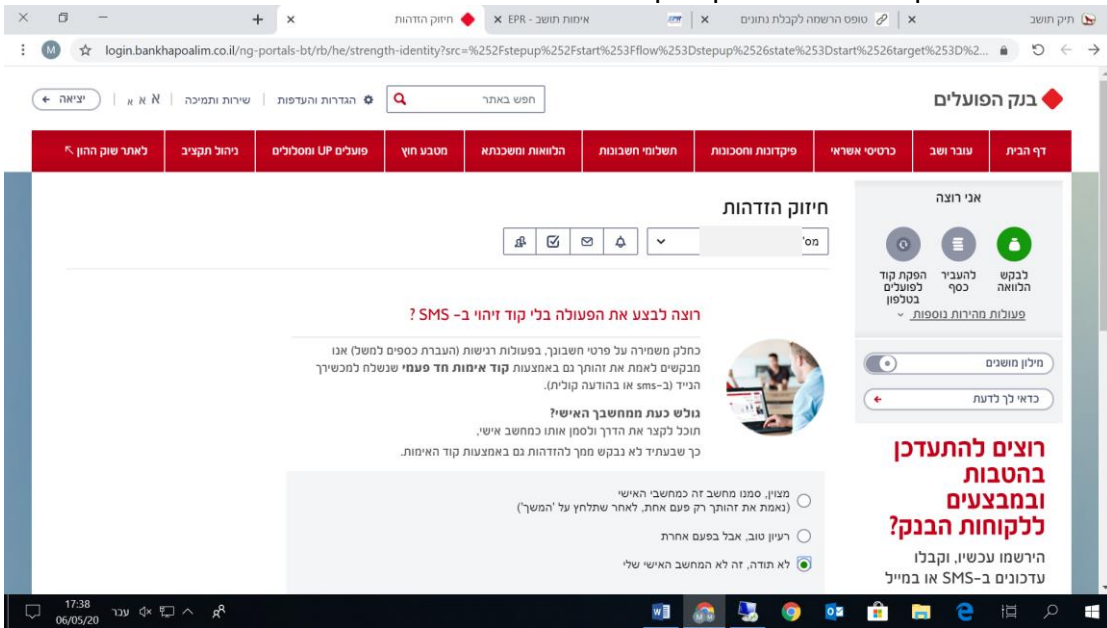 תיק תושב
טופס הרשמה לקבלת נתונים
אימות תושב - EPR
חיזוק הזדהות
login.bankhapoalim.co.il/ng-portals-bt/rb/he/strength-identity?src=%252Fstepup%252Fstart%253Fflow%253Dstepup%2526state%253Dstart%2526target%253D%2...
M
בנק הפועלים
חפש באתר
הגדרות והעדפות
שירות ותמיכה
א א א
יציאה
דף הבית
עובר ושב
כרטיסי אשראי
פיקדונות וחסכונות
תשלומי חשבונות
הלוואות ומשכנתא
מטבע חוץ
פועלים UP ומסלולים
ניהול תקציב
לאתר שוק ההון
אני רוצה
לבקש הלוואה
להעביר כסף
הפקת קוד לפועלים בטלפון
פעולות מהירות נוספות
מילון מושגים
כדאי לך לדעת
רוצים להתעדכן
בהטבות
ובמבצעים
ללקוחות הבנק?
הירשמו עכשיו, וקבלו
עדכונים ב-SMS או במייל
חיזוק הזדהות
מס'
רוצה לבצע את הפעולה בלי קוד זיהוי ב- SMS ?
כחלק משמירה על פרטי חשבונך, בפעולות רגישות (העברת כספים למשל) אנו
מבקשים לאמת את זהותך גם באמצעות קוד אימות חד פעמי שנשלח למכשירך
הנייד (ב-sms או בהודעה קולית).
גולש כעת ממחשבך האישי?
תוכל לקצר את הדרך ולסמן אותו כמחשב אישי,
כך שבעתיד לא נבקש ממך להזדהות גם באמצעות קוד האימות.
מצוין, סמנו מחשב זה כמחשבי האישי
(נאמת את זהותך רק פעם אחת, לאחר שתלחץ על 'המשך')
רעיון טוב, אבל בפעם אחרת
לא תודה, זה לא המחשב האישי שלי
עבר
17:38
06/05/20